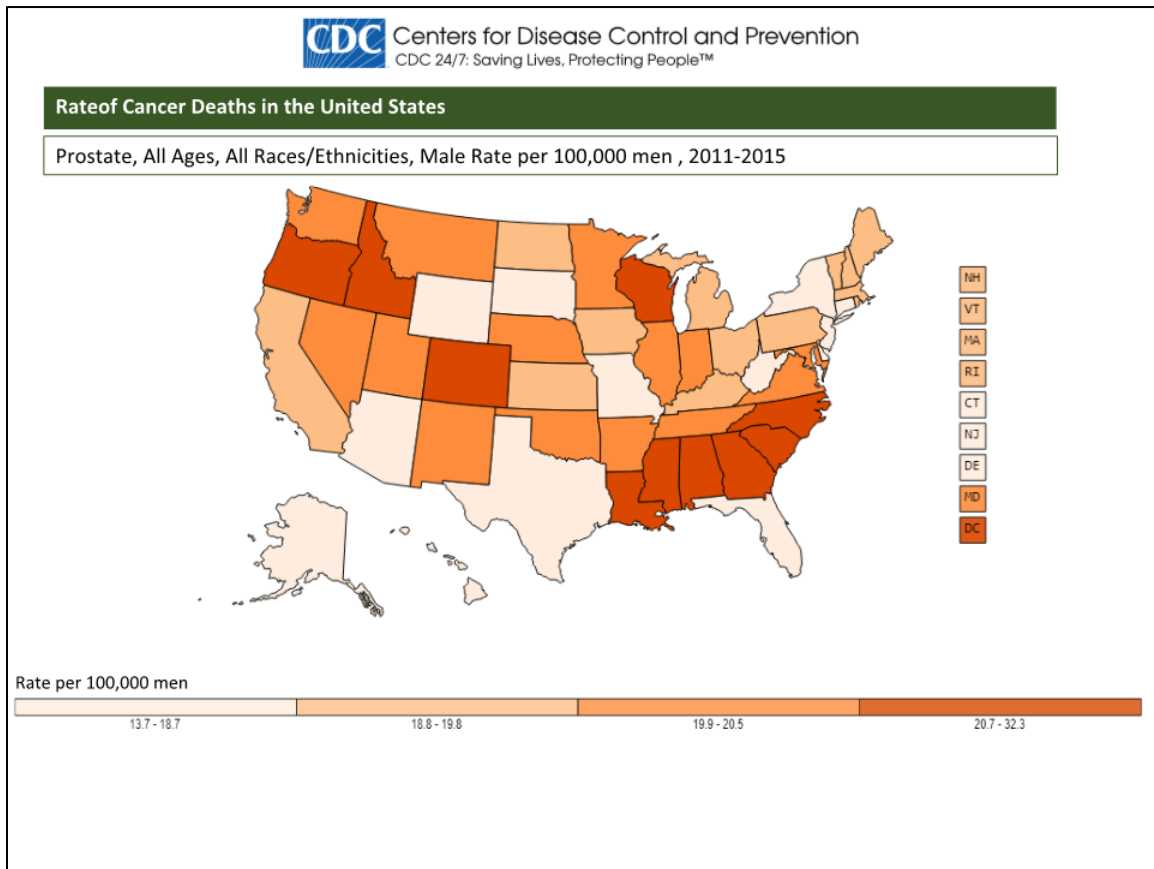 CDC Centers for Disease Control and Prevention
CDC 24/7: Saving Lives, Protecting People™
Rateof Cancer Deaths in the United States
Prostate, All Ages, All Races/Ethnicities, Male Rate per 100,000 men , 2011-2015
NH
VT
MA
RI
CT
NJ
DE
MD
DC
Rate per 100,000 men
13.7 - 18.7 18.8 - 19.8 19.9 - 20.5 20.7 - 32.3